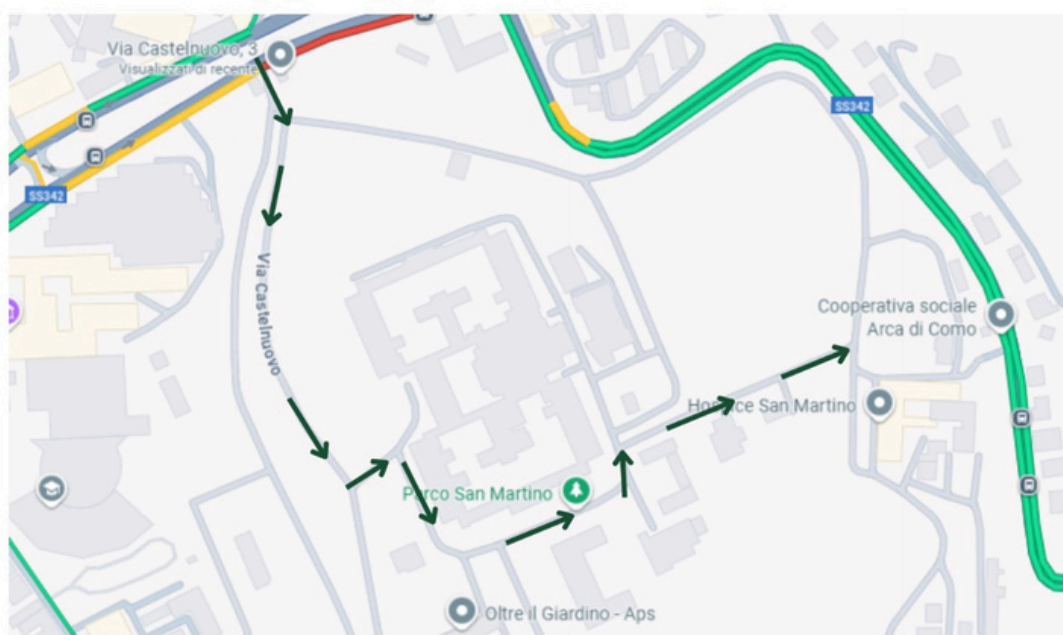 Via Castelnuovo, 3
Visualizzati di recente
SS342
SS342
Via Castelnuovo
Cooperativa sociale
Arca di Como
Hospice San Martino
Parco San Martino
Oltre il Giardino - Aps